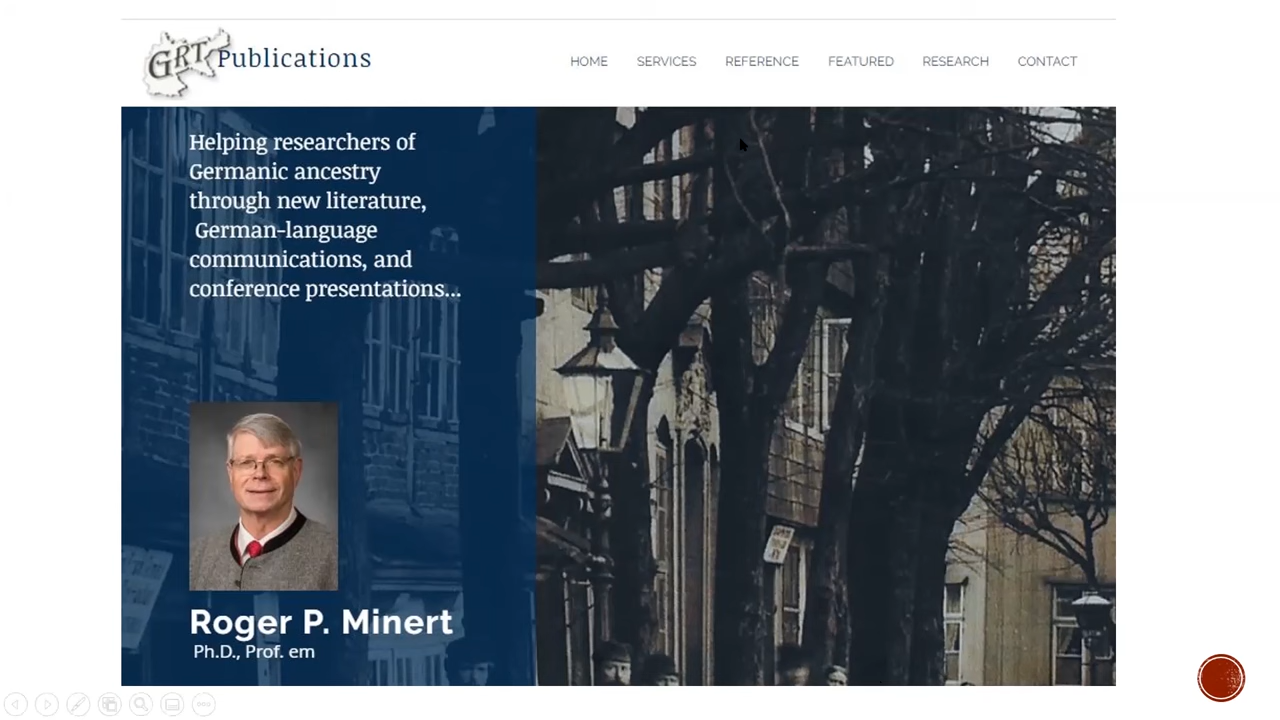 GRT Publications
HOME SERVICES REFERENCE FEATURED RESEARCH CONTACT
Helping researchers of
Germanic ancestry
through new literature,
German-language
communications, and
conference presentations...
Roger P. Minert
Ph.D., Prof. em